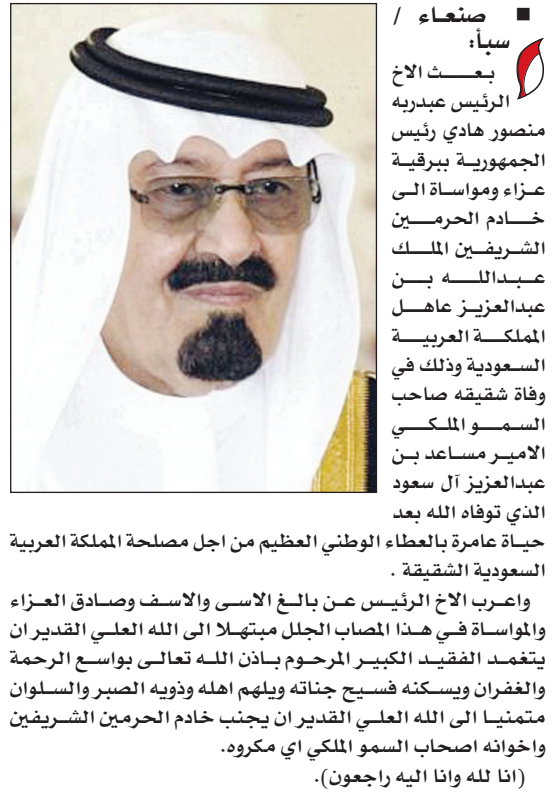 ■ صنعاء /
سبأ:
بعث الاخ
الرئيس عبدربه
منصور هادي رئيس
الجمهورية ببرقية
عزاء ومواساة الى
خادم الحرمين
الشريفين الملك
عبدالله بن
عبدالعزيز عاهل
المملكة العربية
السعودية وذلك في
وفاة شقيقه صاحب
السمو الملكي
الامير مساعد بن
عبدالعزيز آل سعود
الذي توفاه الله بعد
حياة عامرة بالعطاء الوطني العظيم من اجل مصلحة المملكة العربية
السعودية الشقيقة .
واعرب الاخ الرئيس عن بالغ الاسى والاسف وصادق العزاء
والمواساة في هذا المصاب الجلل مبتهلا الى الله العلي القدير ان
يتغمد الفقيد الكبير المرحوم باذن الله تعالى بواسع الرحمة
والغفران ويسكنه فسيح جناته ويلهم اهله وذويه الصبر والسلوان
متمنيا الى الله العلي القدير ان يجنب خادم الحرمين الشريفين
واخوانه اصحاب السمو الملكي اي مكروه.
(انا لله وانا اليه راجعون).